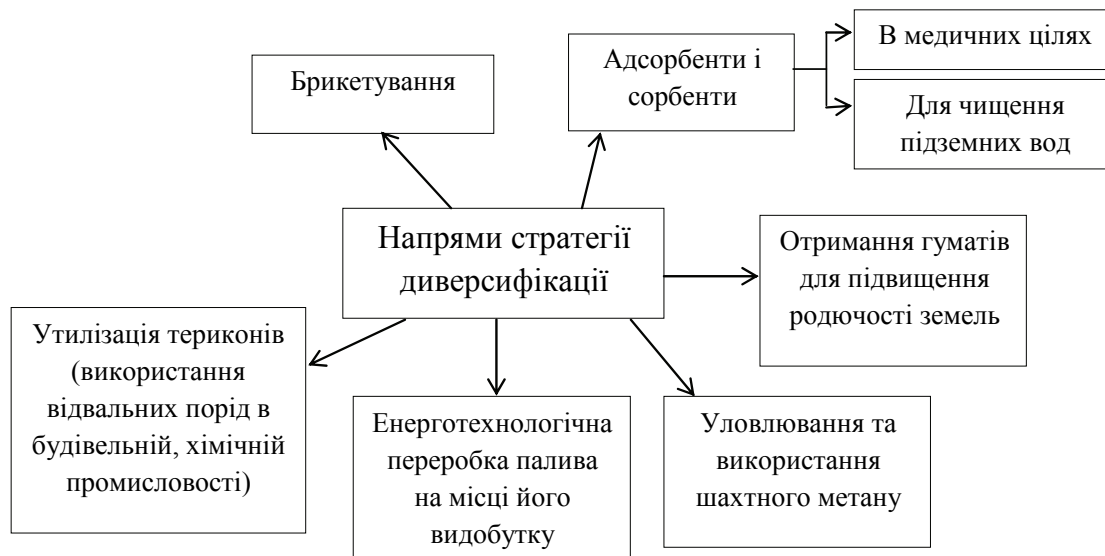 В медичних цілях
Адсорбенти і
сорбенти
Брикетування
Для чищення
підземних вод
Напрями стратегії
диверсифікації
Отримання гуматів
для підвищення
родючості земель
Утилізація териконів
(використання
відвальних порід в
будівельній, хімічній
промисловості)
Енерготехнологічна
переробка палива
на місці його
видобутку
Уловлювання та
використання
шахтного метану